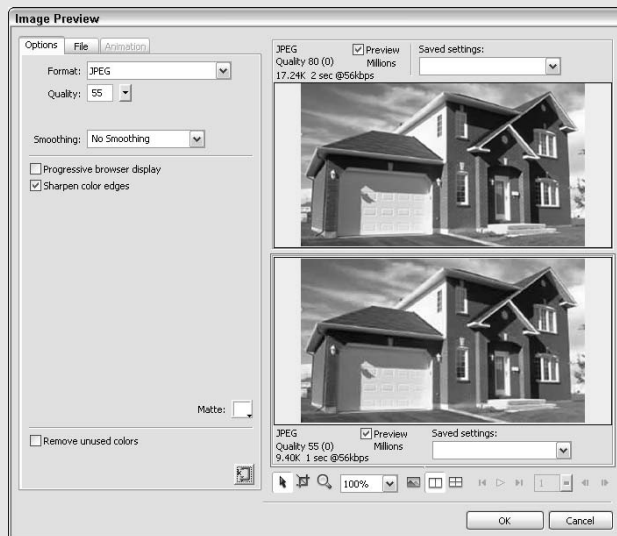 Image Preview
Options File Animation
Format: JPEG
Quality: 55
Smoothing: No Smoothing
Progressive browser display
Sharpen color edges
Matte:
Remove unused colors
JPEG Preview Saved settings:
Quality 80 (0) Millions
17.24K 2 sec @56kbps
JPEG Preview Saved settings:
Quality 55 (0) Millions
9.40K 1 sec @56kbps
100% 1
OK Cancel